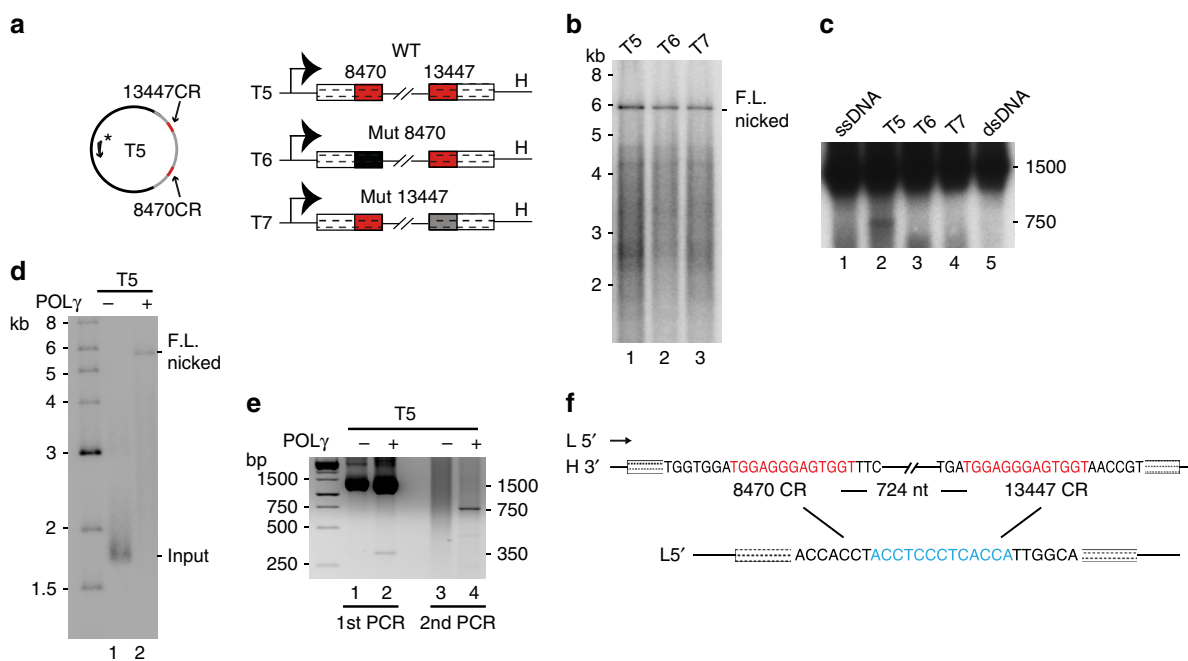 a
13447CR
*
T5
8470CR
WT
8470 13447 H
T5
Mut 8470
T6
Mut 13447
H
T7
b
T5 T6 T7
kb
8
6
5
4
3
2
F.L.
nicked
1 2 3
c
ssDNA T5 T6 T7 dsDNA
1500
750
1 2 3 4 5
d
T5
POLγ – +
kb
8
6
5
4
3
2
1.5
F.L.
nicked
Input
1 2
e
T5
POLγ – + – +
bp
1500
750
500
250
1500
750
350
1 2 3 4
1st PCR 2nd PCR
f
L 5′
H 3′ TGGTGGATGGAGGGAGTGGTTTC TGATGGAGGGAGTGGTAACCGT
8470 CR 724 nt 13447 CR
L5′ ACCACCTACCTCCCTCACCATTGGCA